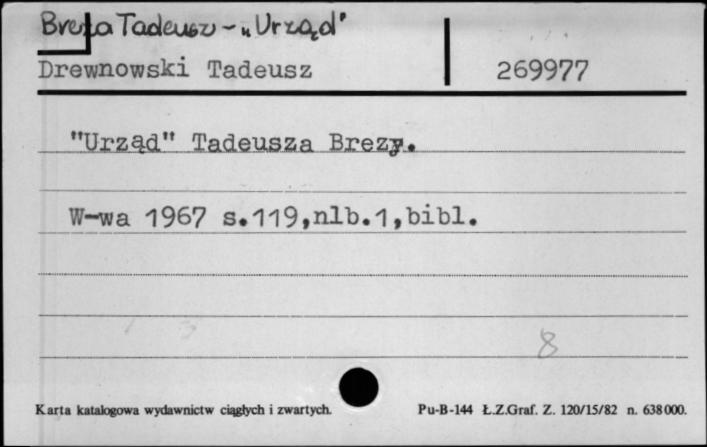 Breza Tadeusz - „Urząd"
Drewnowski Tadeusz 269977
"Urząd" Tadeusza Brezy.
W-wa 1967 s.119,nlb.1,bibl.
8
Karta katalogowa wydawnictw ciągłych i zwartych. Pu-B-144 Ł.Z.Graf. Z. 120/15/82 n. 638000.